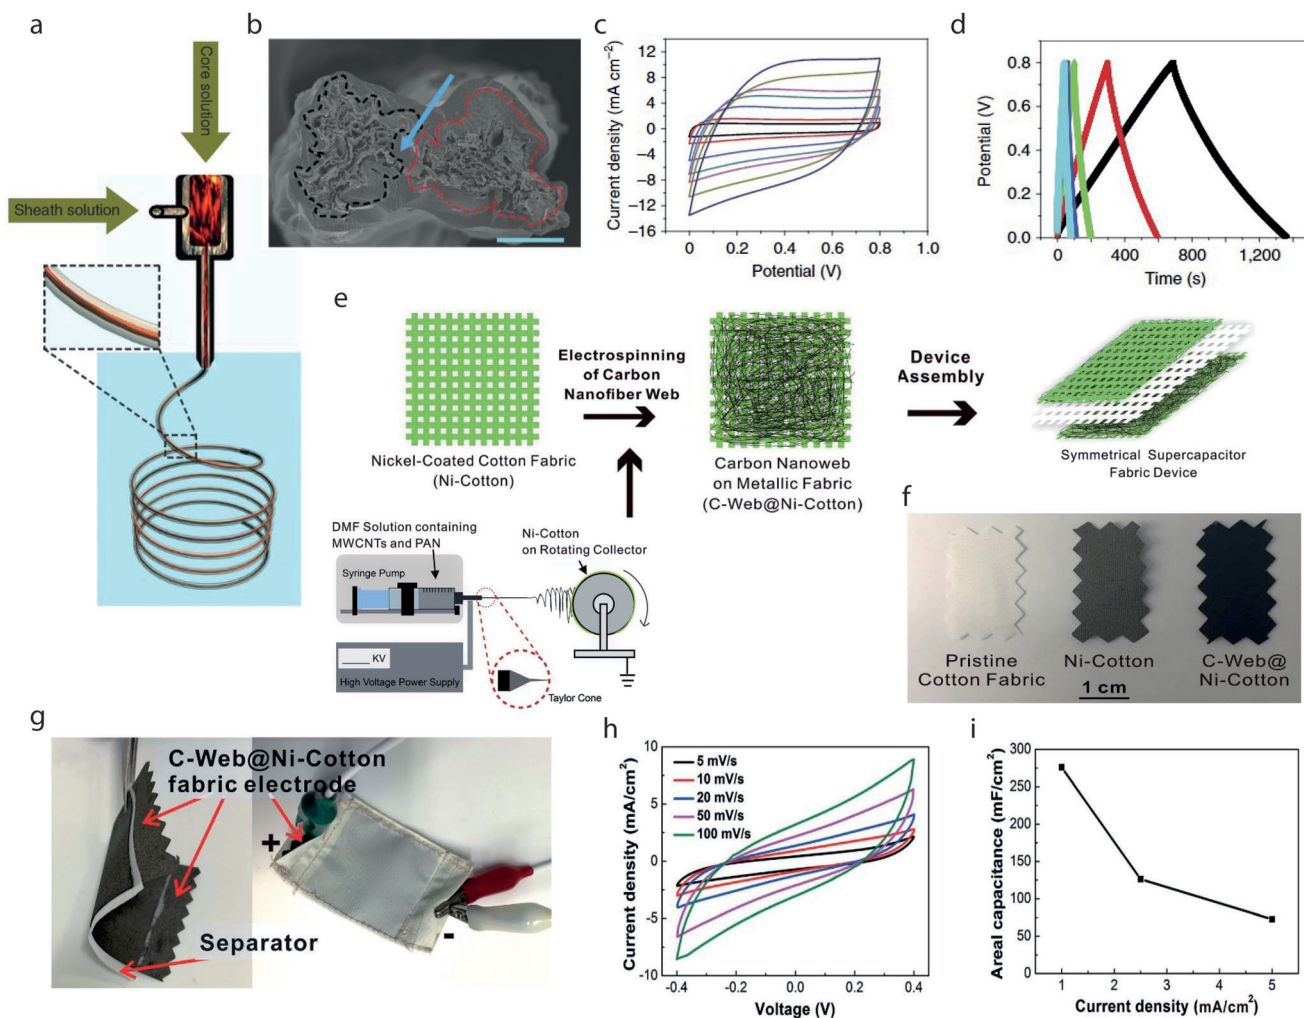 a
Core solution
Sheath solution
b
c
Current density (mA cm⁻²)
12
8
4
0
–4
–8
–12
–16
0
0.2
0.4
0.6
0.8
1.0
Potential (V)
d
Potential (V)
0.8
0.6
0.4
0.2
0.0
0
400
800
1,200
Time (s)
e
Nickel-Coated Cotton Fabric
(Ni-Cotton)
Electrospinning
of Carbon
Nanofiber Web
Carbon Nanoweb
on Metallic Fabric
(C-Web@Ni-Cotton)
Device
Assembly
Symmetrical Supercapacitor
Fabric Device
DMF Solution containing
MWCNTs and PAN
Syringe Pump
KV
High Voltage Power Supply
Taylor Cone
Ni-Cotton
on Rotating Collector
f
Pristine
Cotton Fabric
Ni-Cotton
1 cm
C-Web@
Ni-Cotton
g
C-Web@Ni-Cotton
fabric electrode
+
-
Separator
h
Current density (mA/cm²)
10
5
0
-5
-10
5 mV/s
10 mV/s
20 mV/s
50 mV/s
100 mV/s
-0.4
-0.2
0.0
0.2
0.4
Voltage (V)
i
Areal capacitance (mF/cm²)
300
250
200
150
100
50
0
1
2
3
4
5
Current density (mA/cm²)